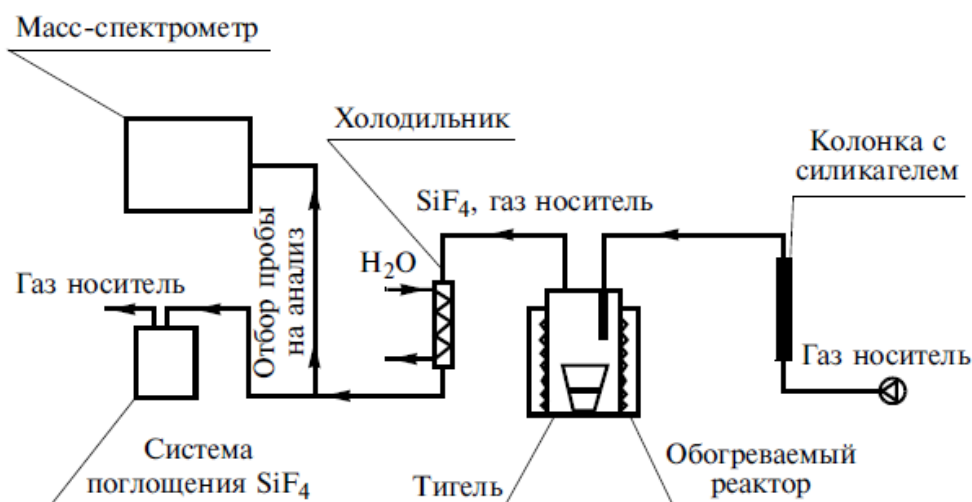 Масс-спектрометр
Холодильник
Колонка с
силикагелем
SiF4, газ носитель
H2O
Отбор пробы
на анализ
Газ носитель
Газ носитель
Система
поглощения SiF4
Тигель
Обогреваемый
реактор